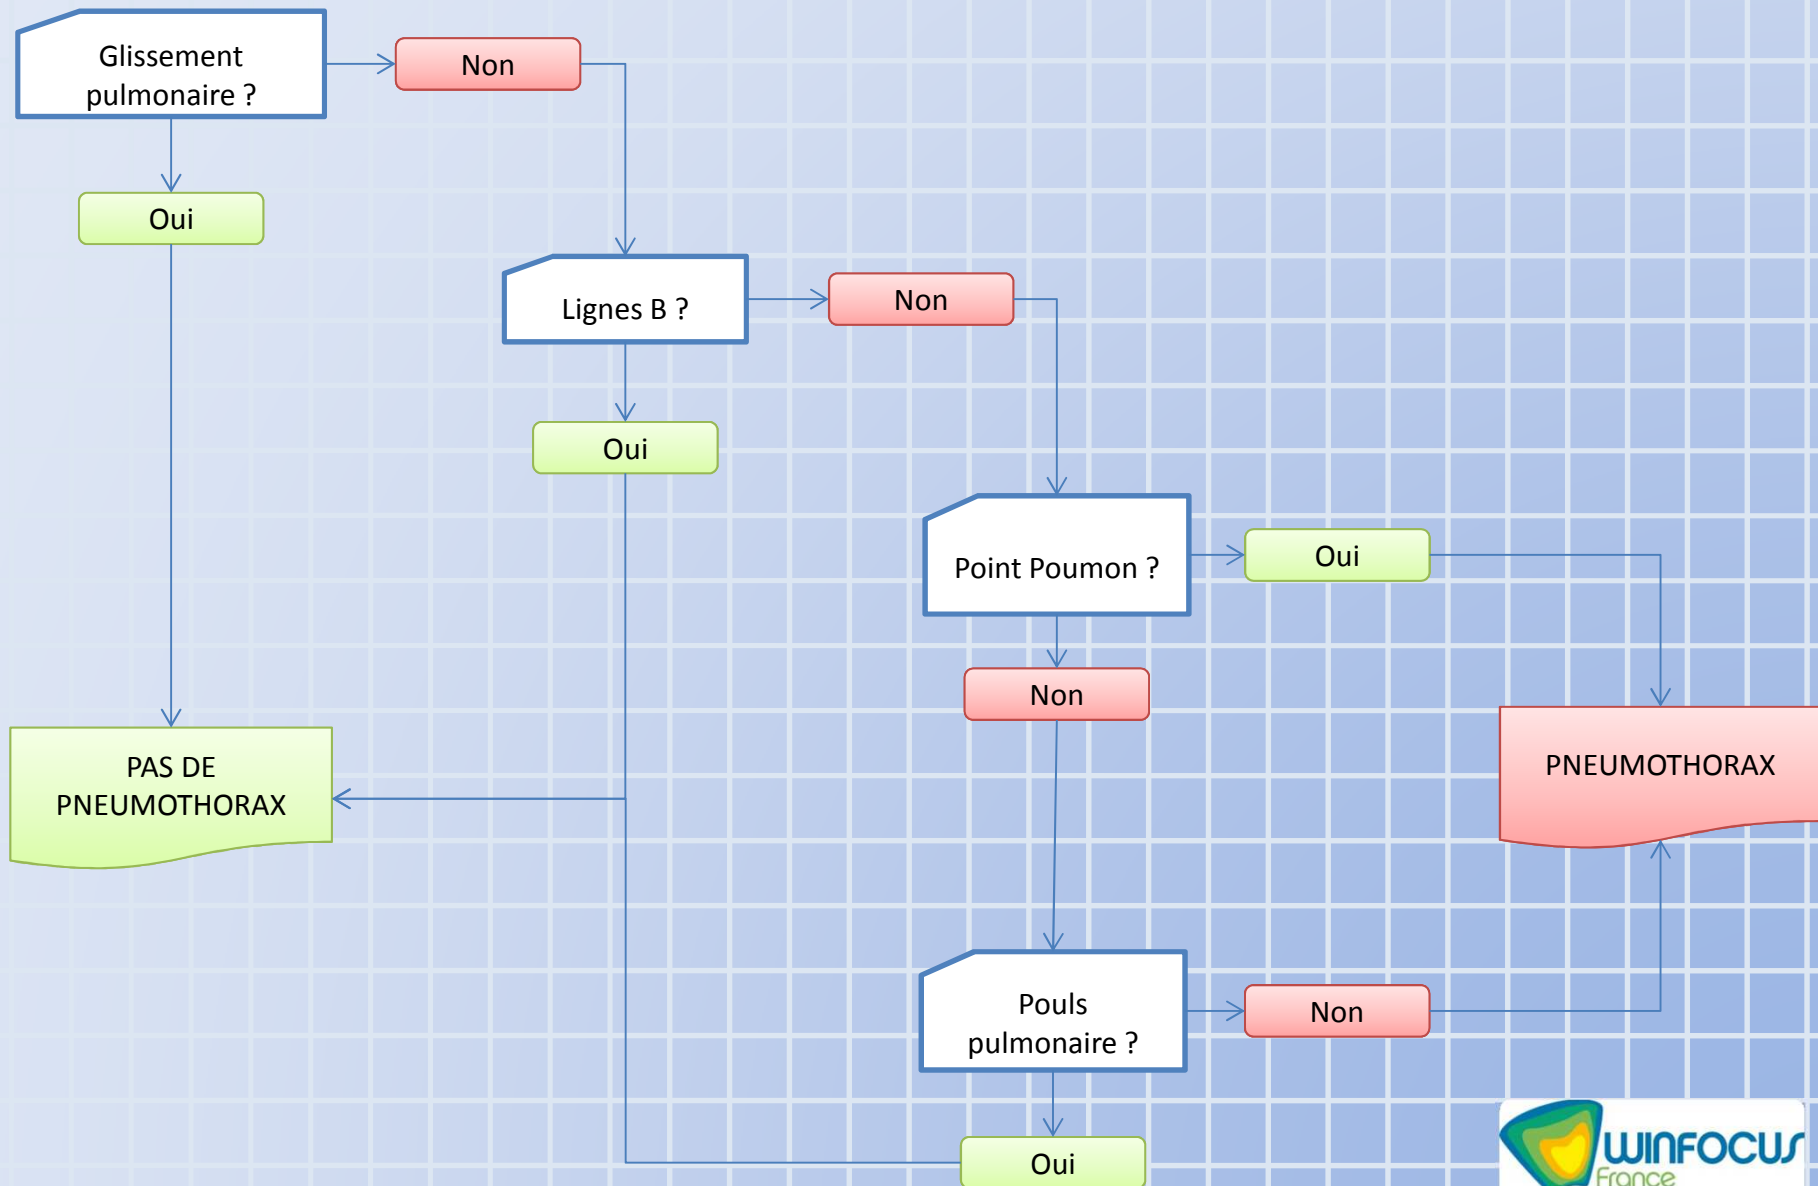 Glissement
pulmonaire ?
Non
Oui
Lignes B ?
Non
Oui
Point Poumon ?
Oui
Non
PAS DE
PNEUMOTHORAX
PNEUMOTHORAX
Pouls
pulmonaire ?
Non
Oui
WINFOCUS
France